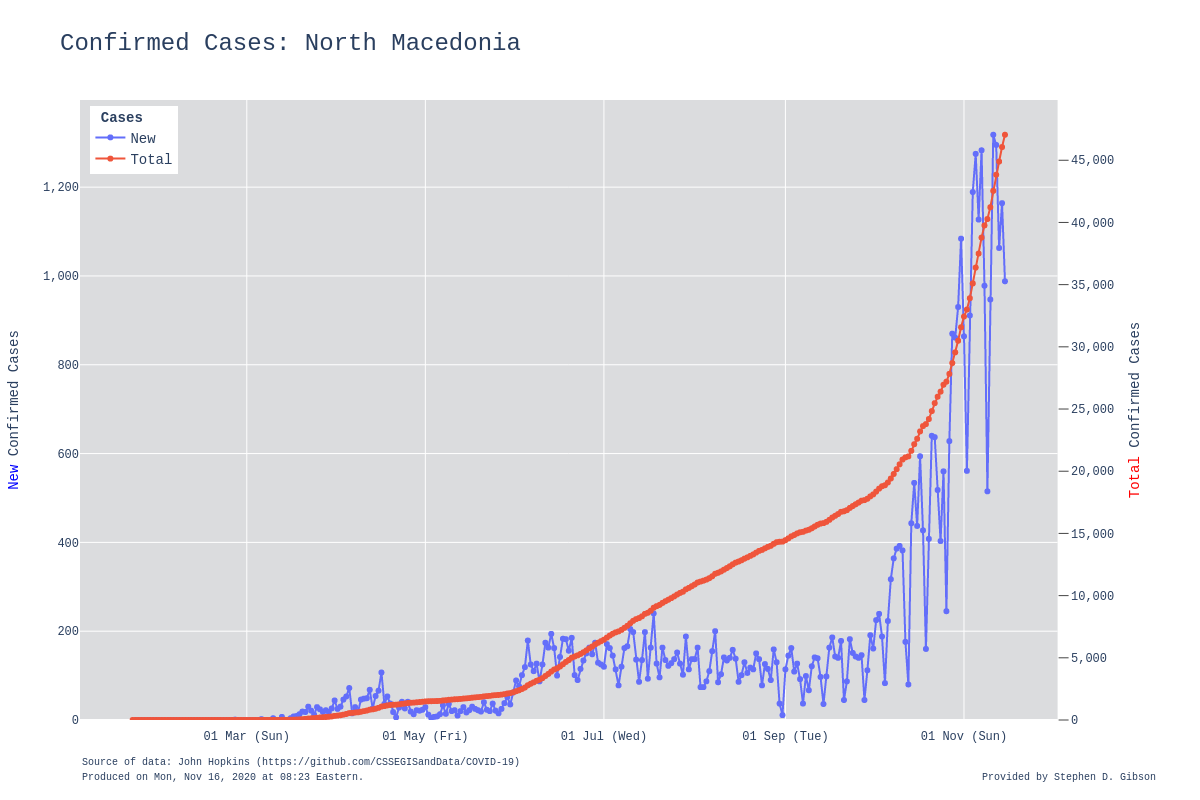 Confirmed Cases: North Macedonia
Cases
New
Total
1,200
1,000
800
600
400
200
0
New Confirmed Cases
45,000
40,000
35,000
30,000
25,000
20,000
15,000
10,000
5,000
0
Total Confirmed Cases
01 Mar (Sun) 01 May (Fri) 01 Jul (Wed) 01 Sep (Tue) 01 Nov (Sun)
Source of data: John Hopkins (https://github.com/CSSEGISandData/COVID-19)
Produced on Mon, Nov 16, 2020 at 08:23 Eastern.
Provided by Stephen D. Gibson